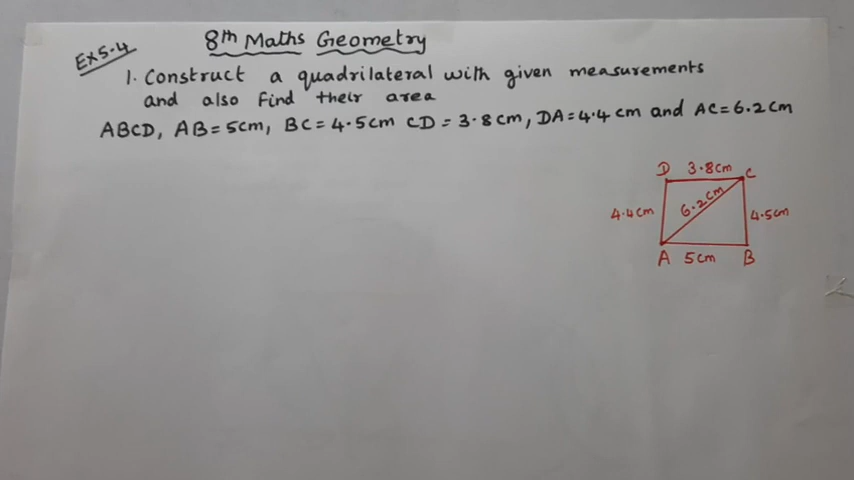 Ex5.4
8th Maths Geometry
1. Construct a quadrilateral with given measurements
and also Find their area
ABCD, AB=5cm, BC=4.5cm CD=3.8cm, DA=4.4cm and AC=6.2cm
D 3.8cm C
4.4cm 6.2cm 4.5cm
A 5cm B